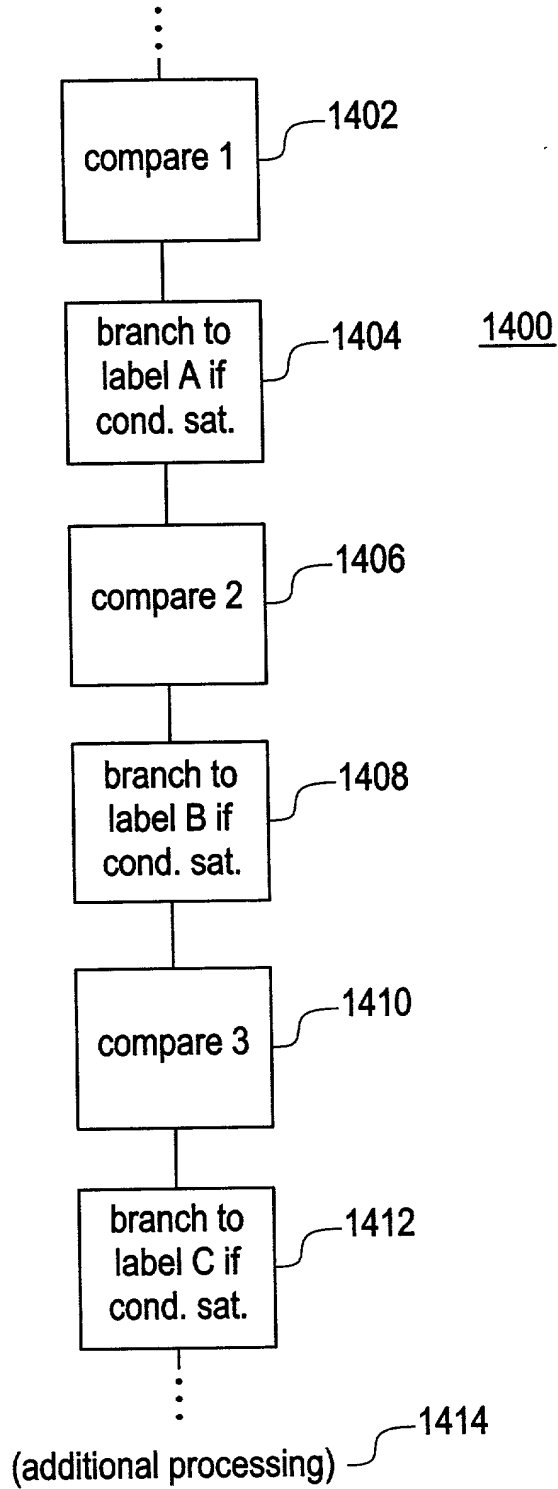 compare 1
1402
branch to
label A if
cond. sat.
1404
1400
compare 2
1406
branch to
label B if
cond. sat.
1408
compare 3
1410
branch to
label C if
cond. sat.
1412
(additional processing)
1414